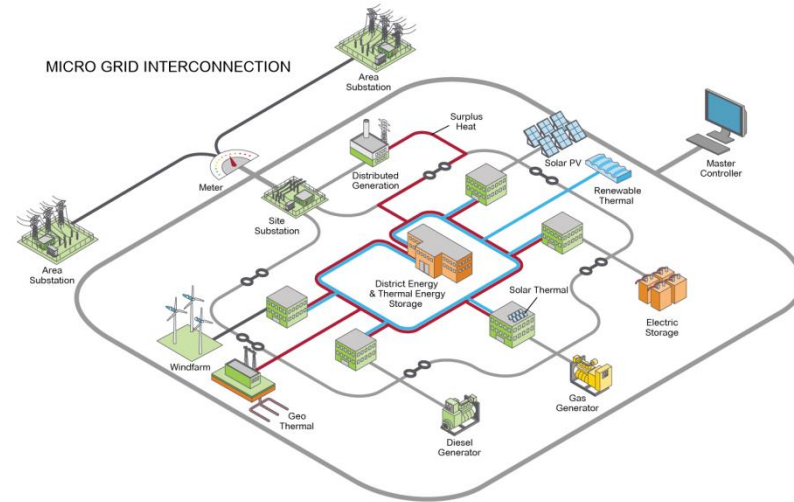 MICRO GRID INTERCONNECTION
Area
Substation
Surplus
Heat
Solar PV
Master
Controller
Distributed
Generation
Renewable
Thermal
Meter
Site
Substation
Area
Substation
District Energy
& Thermal Energy
Storage
Solar Thermal
Electric
Storage
Windfarm
Geo
Thermal
Gas
Generator
Diesel
Generator